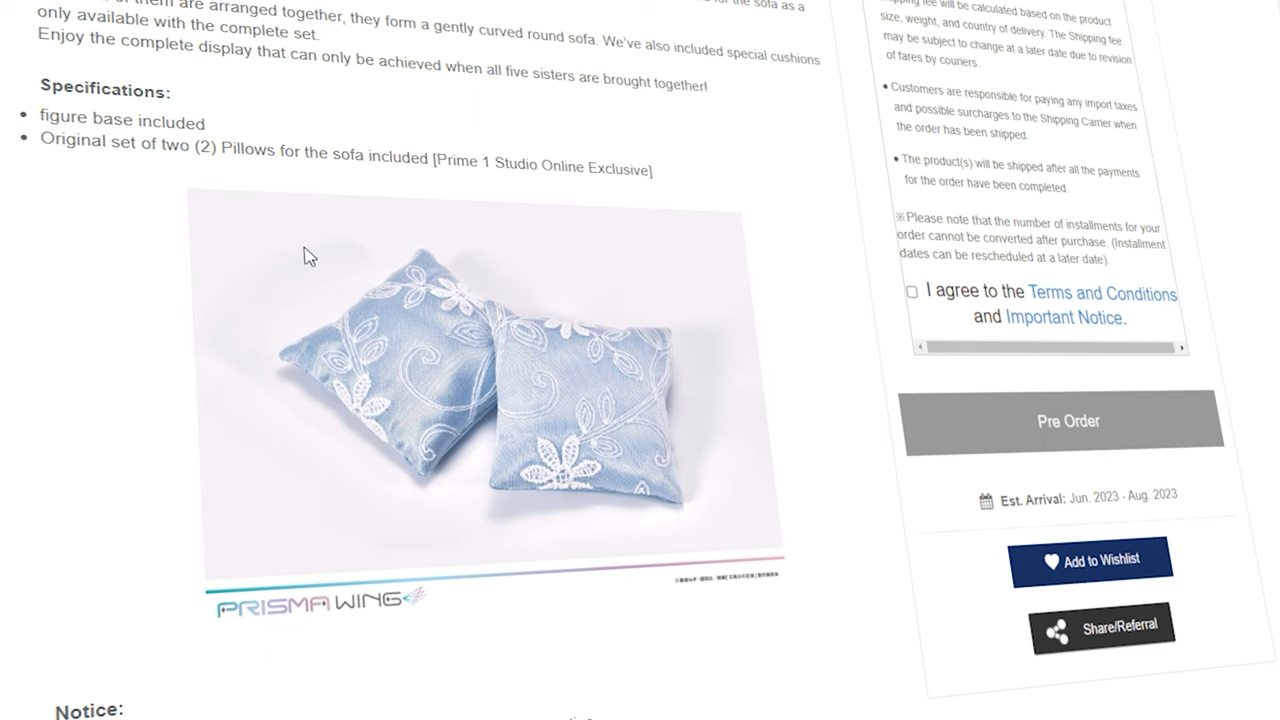 are arranged together, they form a gently curved round sofa. We've also included special cushions
only available with the complete set.
Enjoy the complete display that can only be achieved when all five sisters are brought together!
Specifications:
• figure base included
• Original set of two (2) Pillows for the sofa included [Prime 1 Studio Online Exclusive]
PRISMA WING
Notice:
fee will be calculated based on the product
size, weight, and country of delivery. The Shipping fee
may be subject to change at a later date due to revision
of fares by couriers.
• Customers are responsible for paying any import taxes
and possible surcharges to the Shipping Carrier when
the order has been shipped.
• The product(s) will be shipped after all the payments
for the order have been completed.
※Please note that the number of installments for your
order cannot be converted after purchase. (Installment
dates can be rescheduled at a later date).
I agree to the Terms and Conditions
and Important Notice.
Pre Order
Est. Arrival: Jun. 2023 - Aug. 2023
Add to Wishlist
Share/Referral